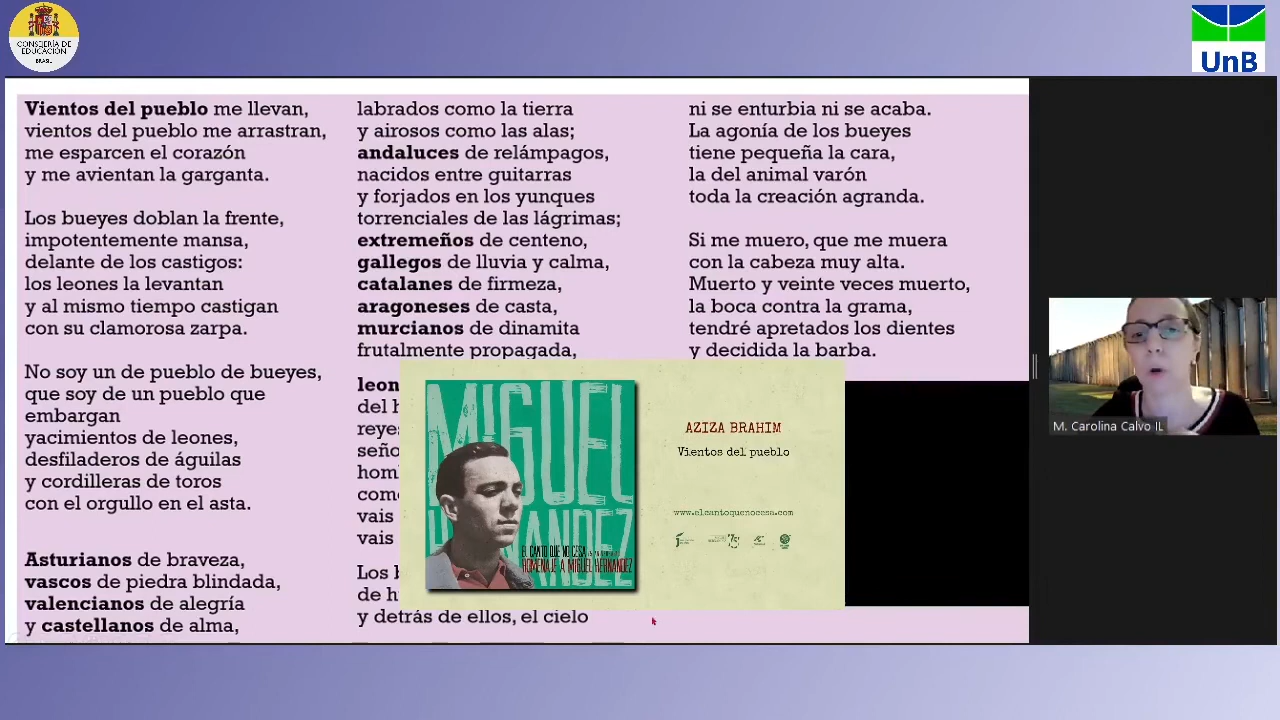 CONSEJERÍA DE
EDUCACIÓN
BRASIL
UnB
Vientos del pueblo me llevan,
vientos del pueblo me arrastran,
me esparcen el corazón
y me avientan la garganta.
Los bueyes doblan la frente,
impotentemente mansa,
delante de los castigos:
los leones la levantan
y al mismo tiempo castigan
con su clamorosa zarpa.
No soy un de pueblo de bueyes,
que soy de un pueblo que
embargan
yacimientos de leones,
desfiladeros de águilas
y cordilleras de toros
con el orgullo en el asta.
Asturianos de braveza,
vascos de piedra blindada,
valencianos de alegría
y castellanos de alma,
labrados como la tierra
y airosos como las alas;
andaluces de relámpagos,
nacidos entre guitarras
y forjados en los yunques
torrenciales de las lágrimas;
extremeños de centeno,
gallegos de lluvia y calma,
catalanes de firmeza,
aragoneses de casta,
murcianos de dinamita
frutalmente propagada,
leon
del h
reyes
seño
homb
como
vais
vais
Los b
de h
y detrás de ellos, el cielo
ni se enturbia ni se acaba.
La agonía de los bueyes
tiene pequeña la cara,
la del animal varón
toda la creación agranda.
Si me muero, que me muera
con la cabeza muy alta.
Muerto y veinte veces muerto,
la boca contra la grama,
tendré apretados los dientes
y decidida la barba.
MIGUEL
HERNANDEZ
EL CANTO QUE NO CESA
HOMENAJE A MIGUEL HERNANDEZ
AZIZA BRAHIM
Vientos del pueblo
www.elcantoquenocesa.com
M. Carolina Calvo IL